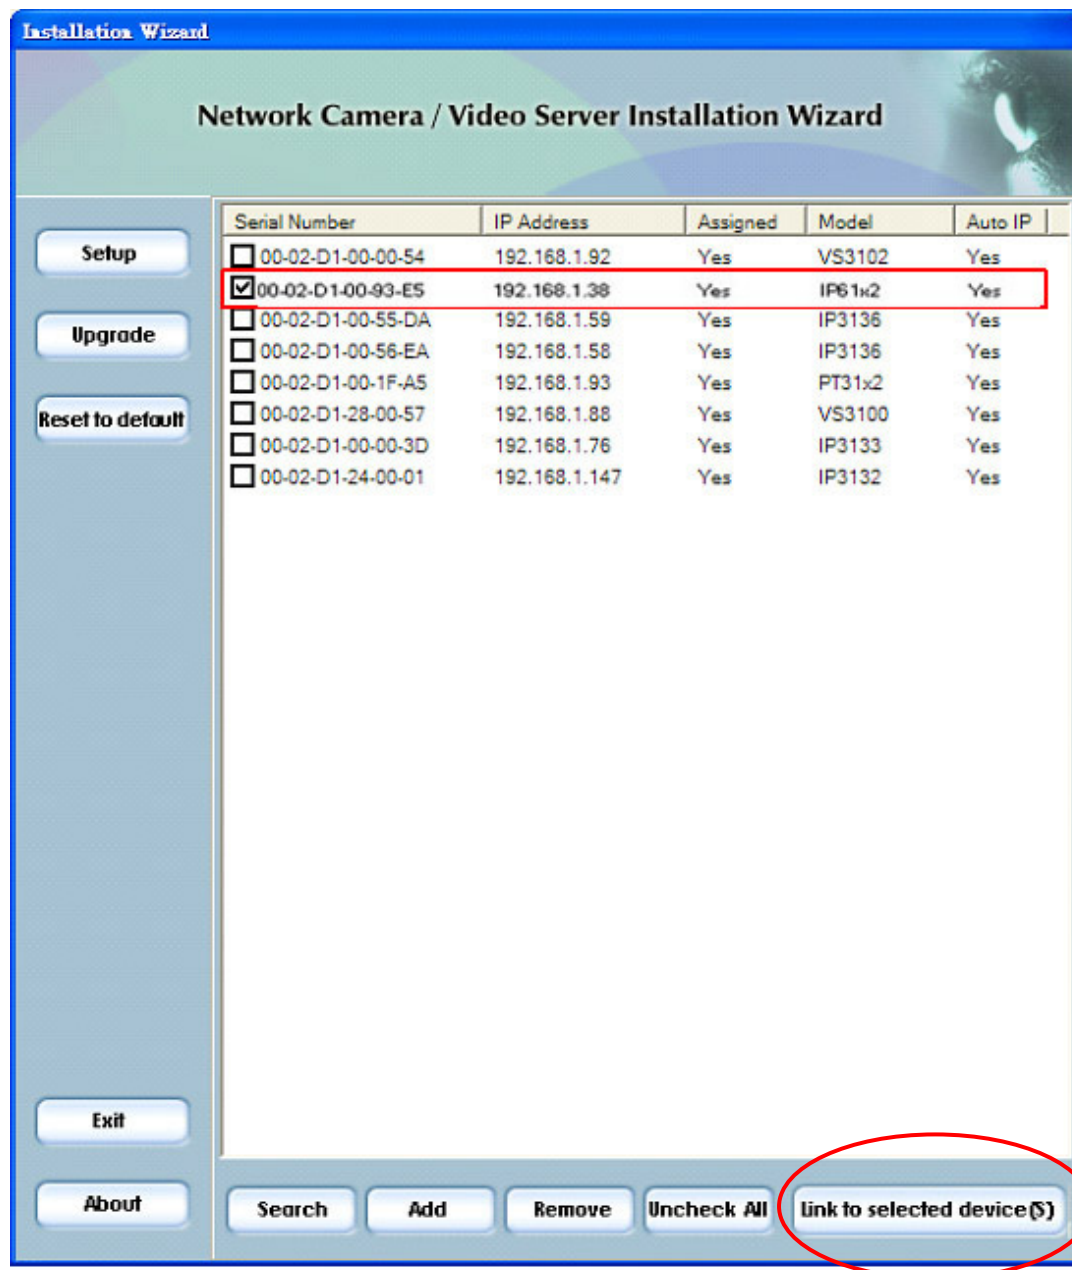 Installation Wizard
Network Camera / Video Server Installation Wizard
Serial Number IP Address Assigned Model Auto IP
00-02-D1-00-00-54 192.168.1.92 Yes VS3102 Yes
00-02-D1-00-93-E5 192.168.1.38 Yes IP61x2 Yes
00-02-D1-00-55-DA 192.168.1.59 Yes IP3136 Yes
00-02-D1-00-56-EA 192.168.1.58 Yes IP3136 Yes
00-02-D1-00-1F-A5 192.168.1.93 Yes PT31x2 Yes
00-02-D1-28-00-57 192.168.1.88 Yes VS3100 Yes
00-02-D1-00-00-3D 192.168.1.76 Yes IP3133 Yes
00-02-D1-24-00-01 192.168.1.147 Yes IP3132 Yes
Setup
Upgrade
Reset to default
Exit
About
Search Add Remove Uncheck All Link to selected device(S)